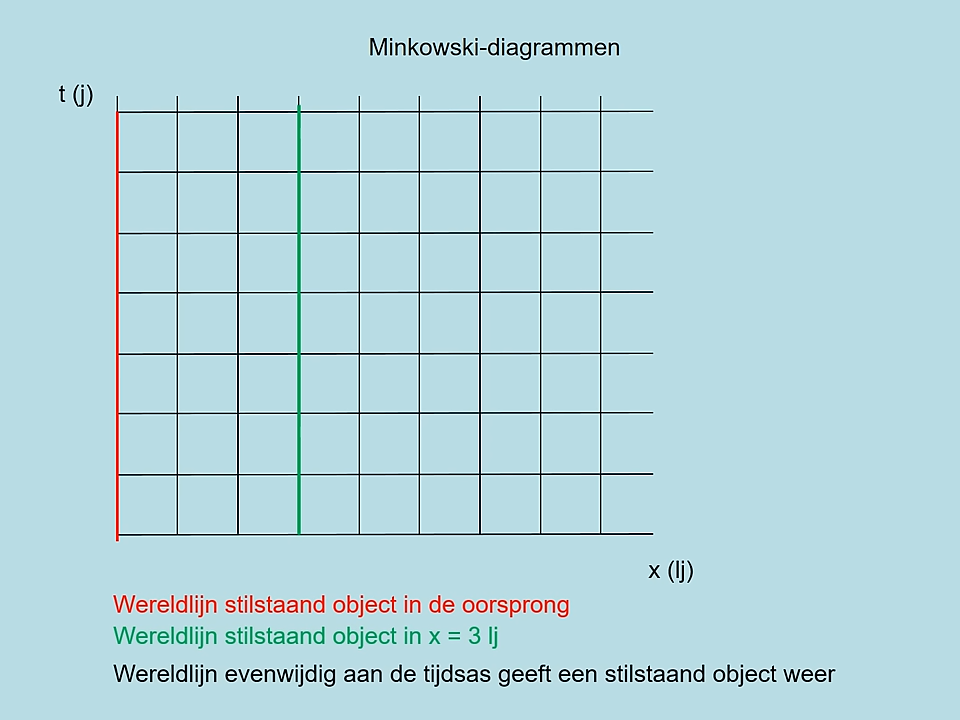 Minkowski-diagrammen
t (j)
x (lj)
Wereldlijn stilstaand object in de oorsprong
Wereldlijn stilstaand object in x = 3 lj
Wereldlijn evenwijdig aan de tijdsas geeft een stilstaand object weer